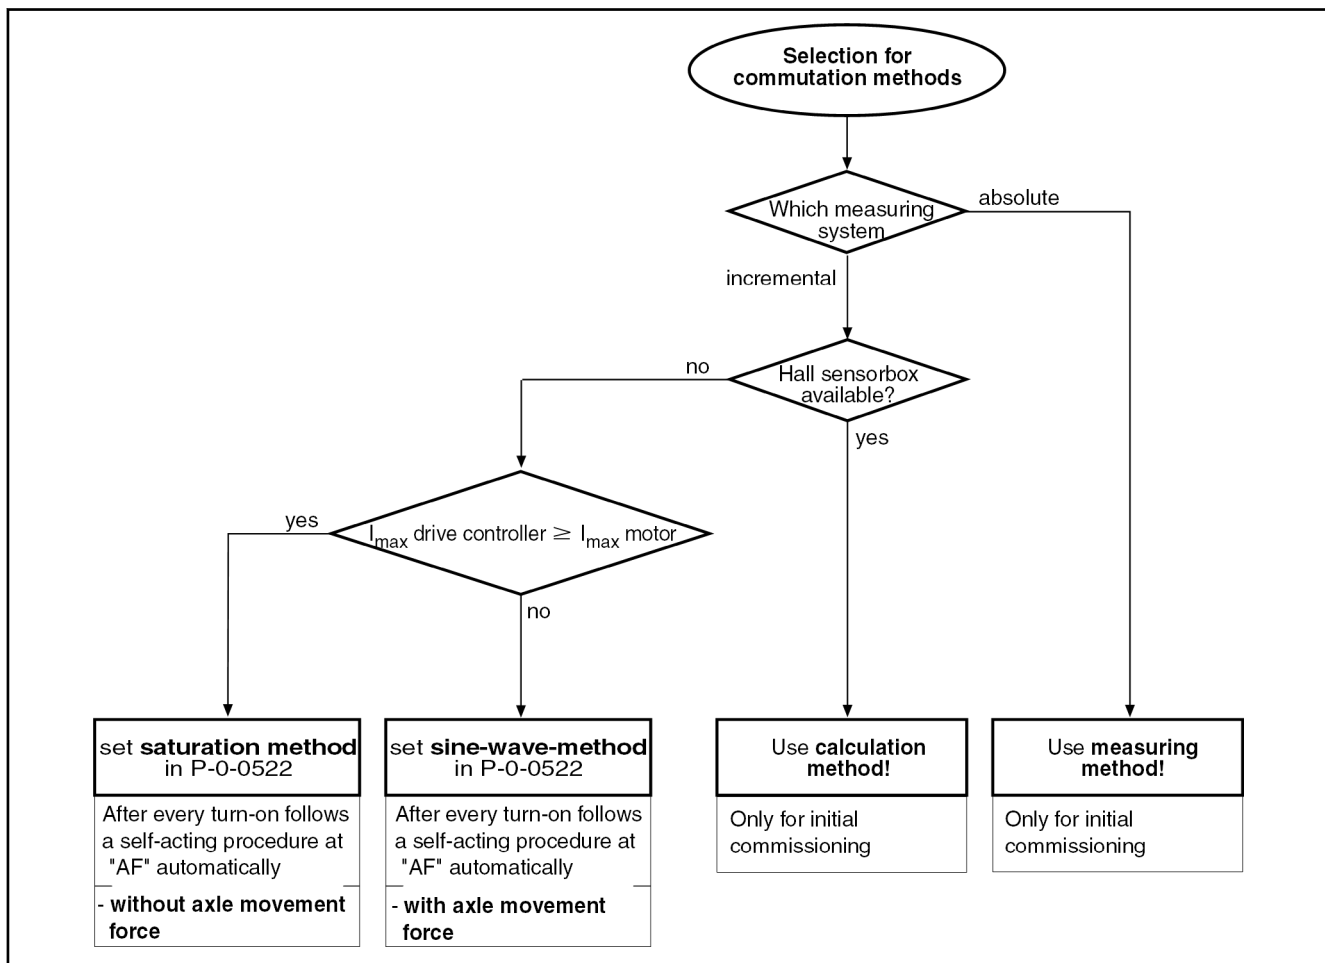 Selection for
commutation methods
Which measuring
system
absolute
incremental
Hall sensorbox
available?
no
yes
I_max drive controller ≥ I_max motor
yes
no
set saturation method
in P-0-0522
After every turn-on follows
a self-acting procedure at
"AF" automatically
- without axle movement
force
set sine-wave-method
in P-0-0522
After every turn-on follows
a self-acting procedure at
"AF" automatically
- with axle movement
force
Use calculation
method!
Only for initial
commissioning
Use measuring
method!
Only for initial
commissioning